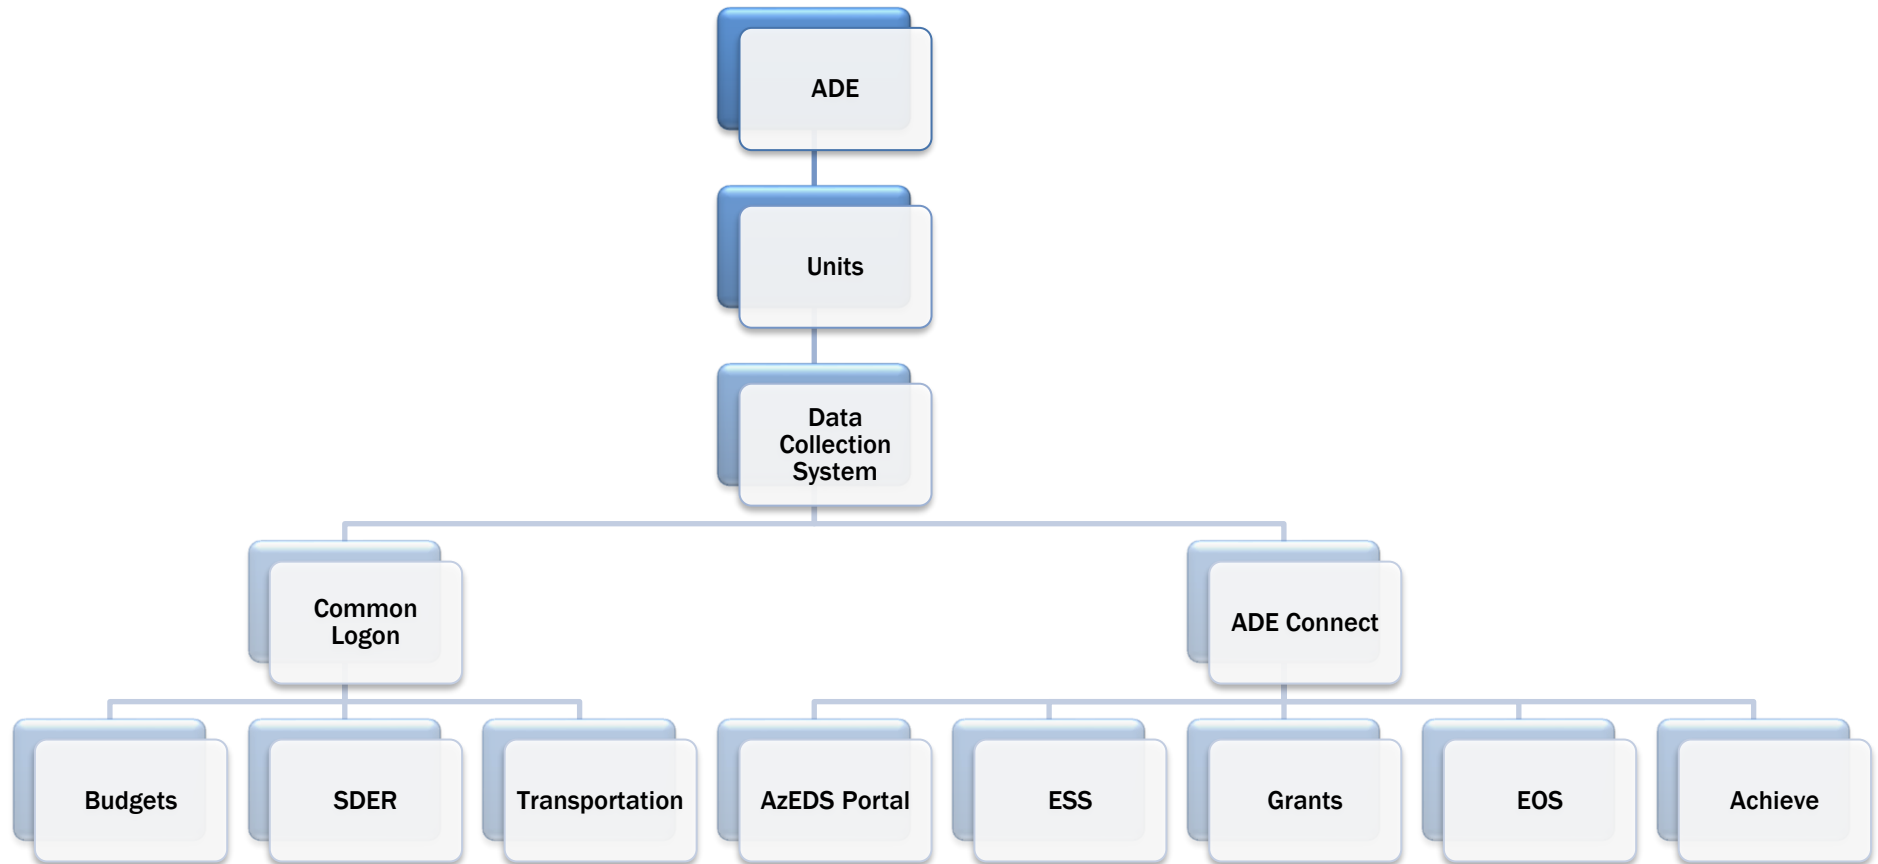 ADE
Units
Data
Collection
System
Common
Logon
ADE Connect
Budgets
SDER
Transportation
AzEDS Portal
ESS
Grants
EOS
Achieve